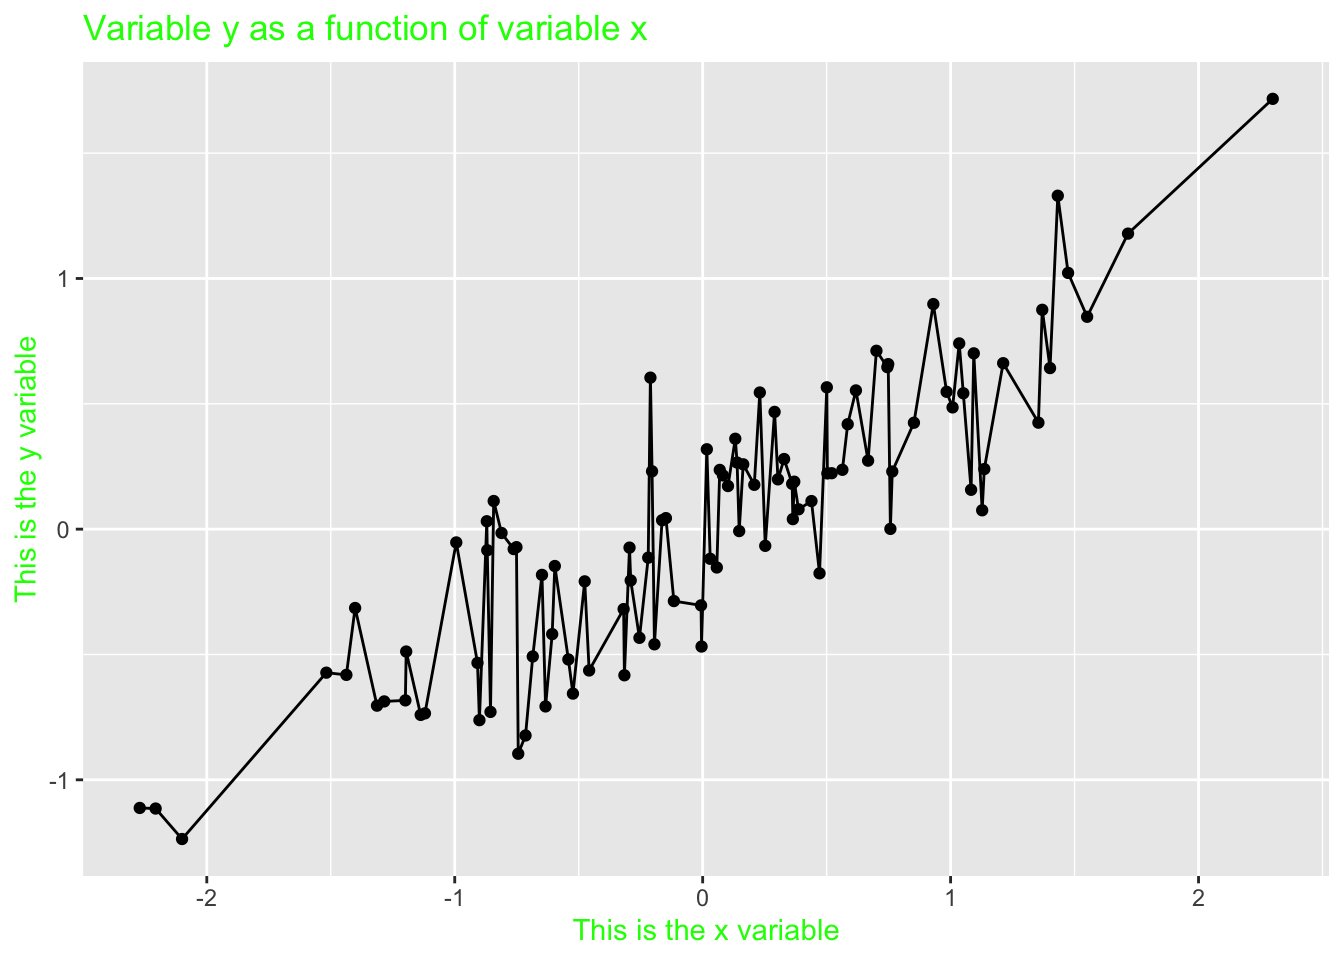 Variable y as a function of variable x
This is the y variable
1
0
-1
-2
-1
0
1
2
This is the x variable